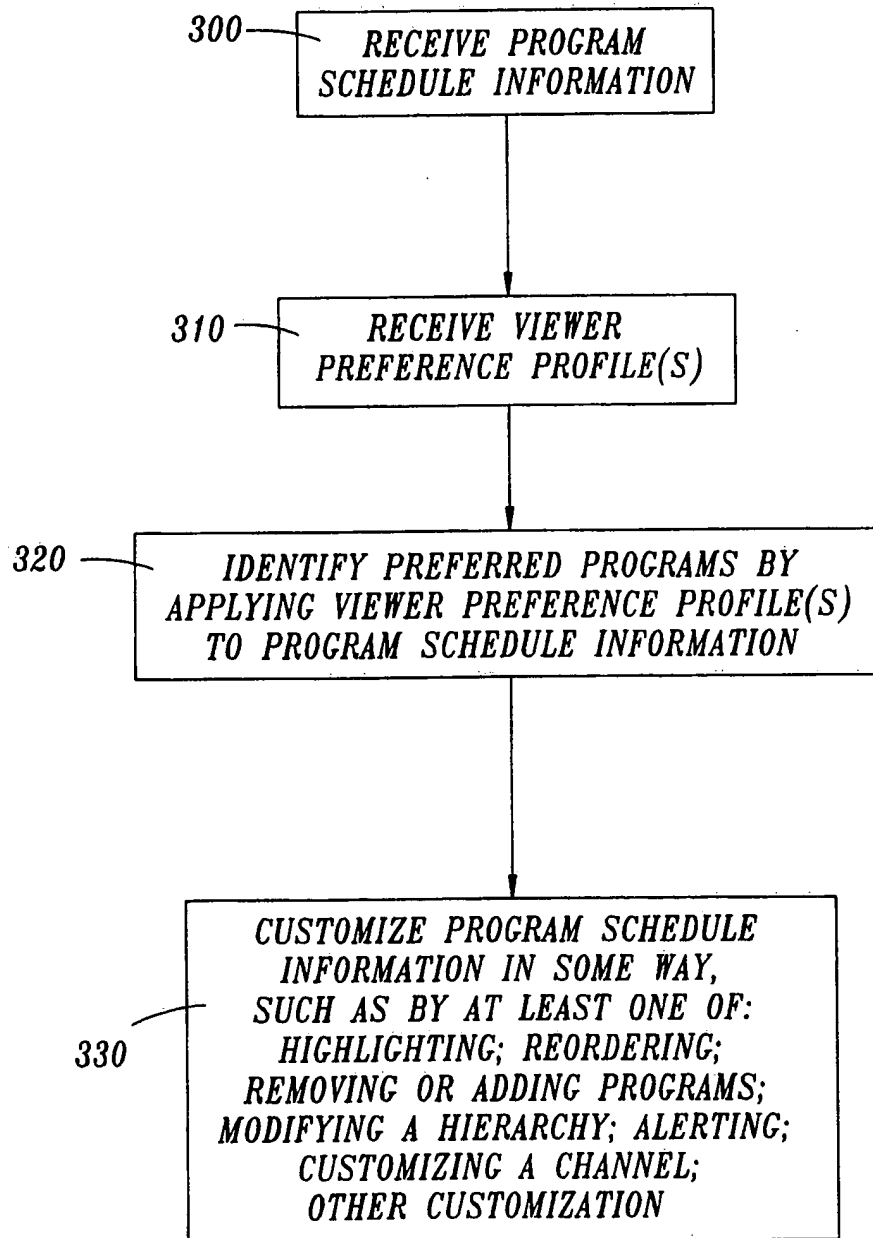 300
RECEIVE PROGRAM
SCHEDULE INFORMATION
310
RECEIVE VIEWER
PREFERENCE PROFILE(S)
320
IDENTIFY PREFERRED PROGRAMS BY
APPLYING VIEWER PREFERENCE PROFILE(S)
TO PROGRAM SCHEDULE INFORMATION
330
CUSTOMIZE PROGRAM SCHEDULE
INFORMATION IN SOME WAY,
SUCH AS BY AT LEAST ONE OF:
HIGHLIGHTING; REORDERING;
REMOVING OR ADDING PROGRAMS;
MODIFYING A HIERARCHY; ALERTING;
CUSTOMIZING A CHANNEL;
OTHER CUSTOMIZATION